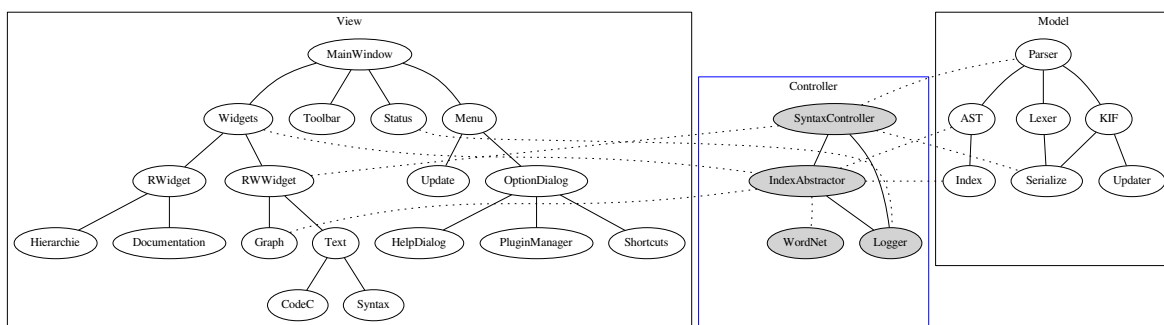 View
Model
MainWindow
Parser
Controller
Widgets
Toolbar
Status
Menu
SyntaxController
AST
Lexer
KIF
RWidget
RWWidget
Update
OptionDialog
IndexAbstractor
Index
Serialize
Updater
Hierarchie
Documentation
Graph
Text
HelpDialog
PluginManager
Shortcuts
WordNet
Logger
CodeC
Syntax